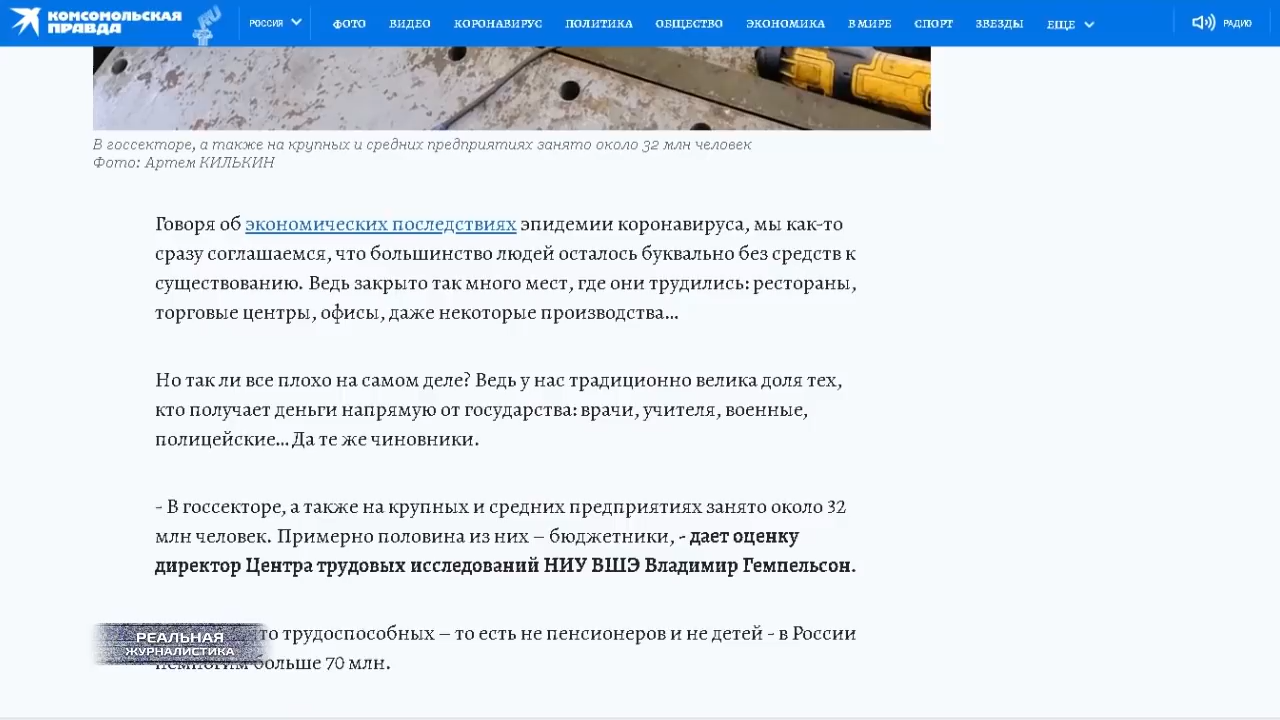 КОМСОМОЛЬСКАЯ
ПРАВДА
.RU
РОССИЯ
ФОТО
ВИДЕО
КОРОНАВИРУС
ПОЛИТИКА
ОБЩЕСТВО
ЭКОНОМИКА
В МИРЕ
СПОРТ
ЗВЕЗДЫ
ЕЩЕ
РАДИО
В госсекторе, а также на крупных и средних предприятиях занято около 32 млн человек
Фото: Артем КИЛЬКИН
Говоря об экономических последствиях эпидемии коронавируса, мы как-то
сразу соглашаемся, что большинство людей осталось буквально без средств к
существованию. Ведь закрыто так много мест, где они трудились: рестораны,
торговые центры, офисы, даже некоторые производства...
Но так ли все плохо на самом деле? Ведь у нас традиционно велика доля тех,
кто получает деньги напрямую от государства: врачи, учителя, военные,
полицейские... Да те же чиновники.
- В госсекторе, а также на крупных и средних предприятиях занято около 32
млн человек. Примерно половина из них – бюджетники, - дает оценку
директор Центра трудовых исследований НИУ ВШЭ Владимир Гемпельсон.
трудоспособных – то есть не пенсионеров и не детей - в России
немногим больше 70 млн.
РЕАЛЬНАЯ
ЖУРНАЛИСТИКА